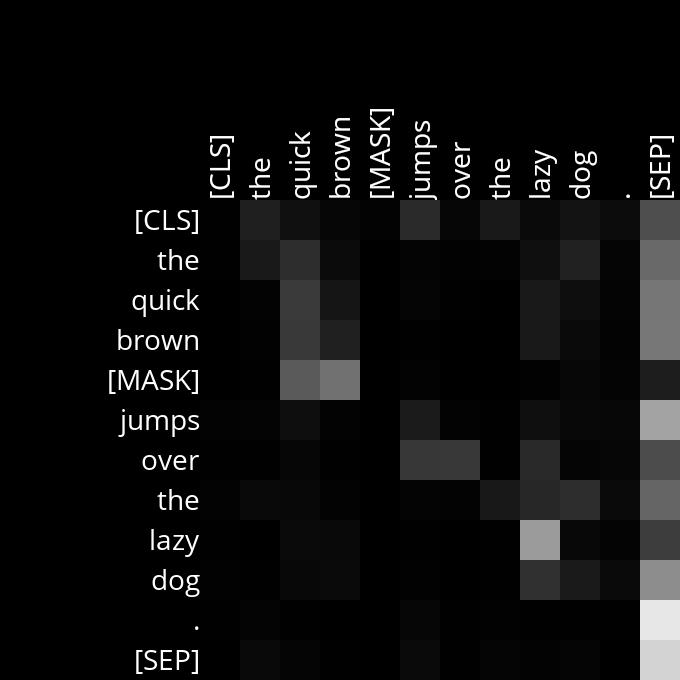 [CLS] the quick brown [MASK] jumps over the lazy dog . [SEP]
[CLS]
the
quick
brown
[MASK]
jumps
over
the
lazy
dog
.
[SEP]